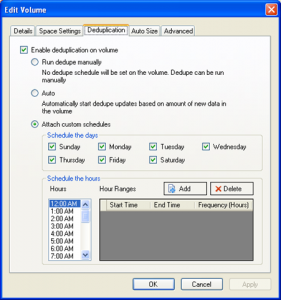 Edit Volume
Details Space Settings Deduplication Auto Size Advanced
Enable deduplication on volume
Run dedupe manually
No dedupe schedule will be set on the volume. Dedupe can be run
manually
Auto
Automatically start dedupe updates based on amount of new data in
the volume
Attach custom schedules
Schedule the days
Sunday Monday Tuesday Wednesday
Thursday Friday Saturday
Schedule the hours
Hours Hour Ranges Add Delete
12:00 AM Start Time End Time Frequency (Hours)
1:00 AM
2:00 AM
3:00 AM
4:00 AM
5:00 AM
6:00 AM
7:00 AM
OK Cancel Apply